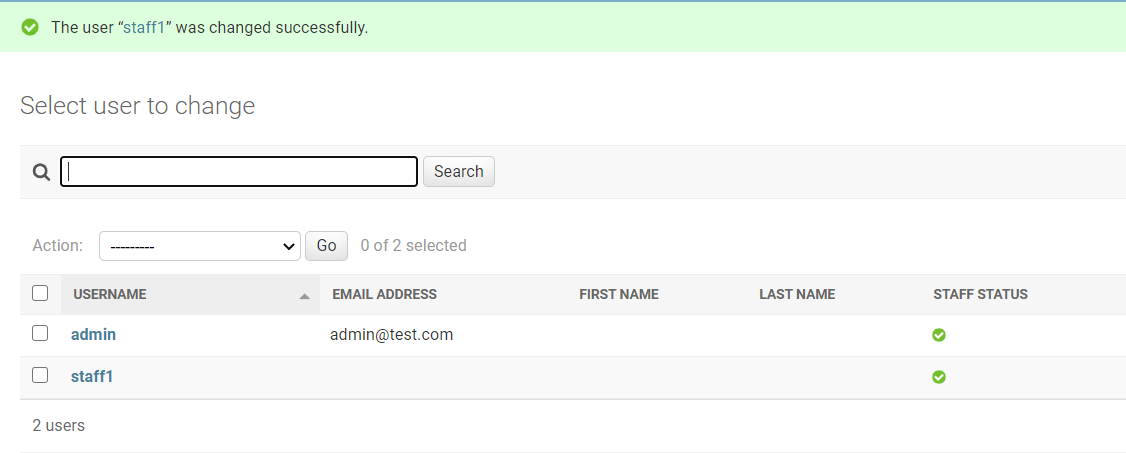 The user “staff1” was changed successfully.
Select user to change
Search
Action: --------- Go 0 of 2 selected
USERNAME EMAIL ADDRESS FIRST NAME LAST NAME STAFF STATUS
admin admin@test.com
staff1
2 users